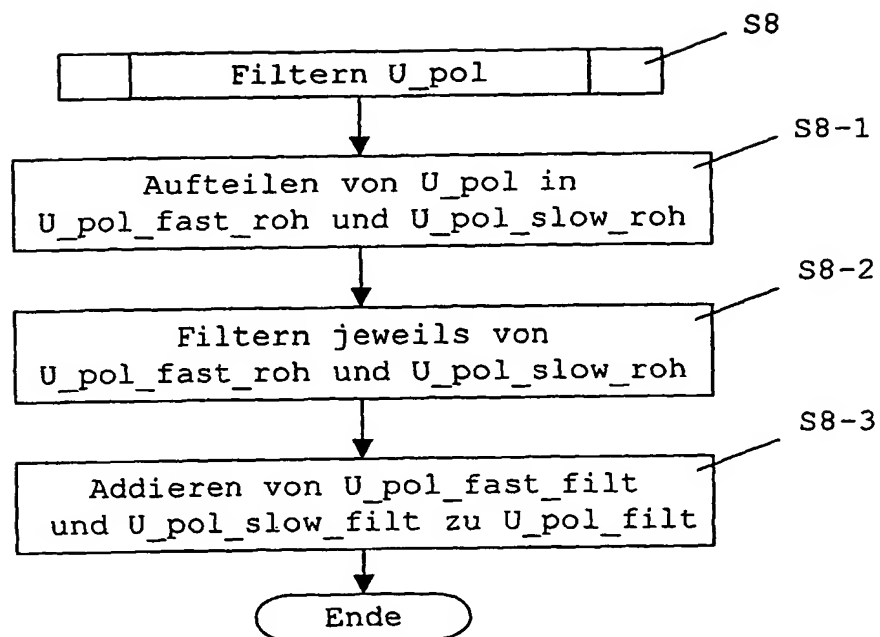 S8
Filtern U_pol
S8-1
Aufteilen von U_pol in
U_pol_fast_roh und U_pol_slow_roh
S8-2
Filtern jeweils von
U_pol_fast_roh und U_pol_slow_roh
S8-3
Addieren von U_pol_fast_filt
und U_pol_slow_filt zu U_pol_filt
Ende